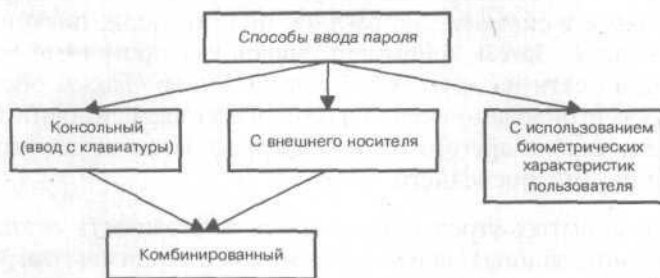 Способы ввода пароля
Консольный
(ввод с клавиатуры)
С внешнего носителя
С использованием
биометрических
характеристик
пользователя
Комбинированный